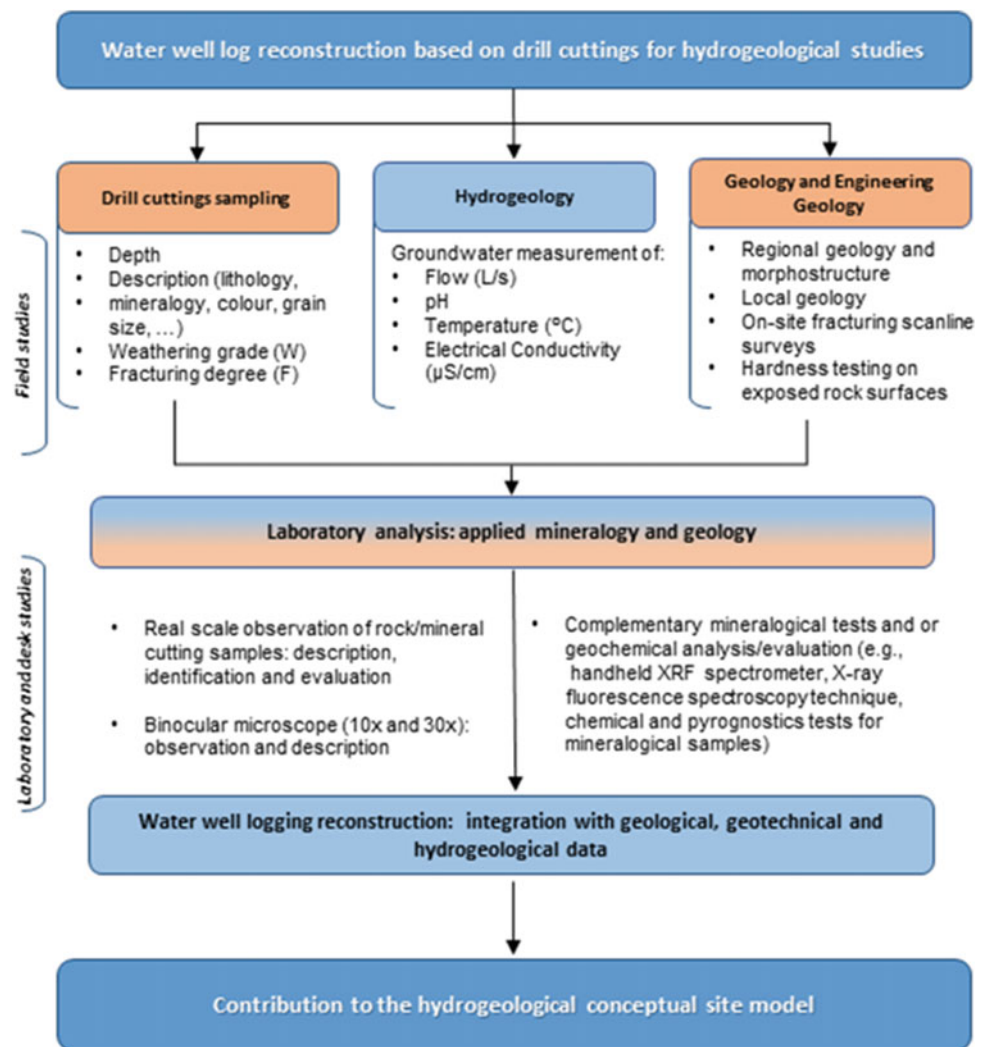 Water well log reconstruction based on drill cuttings for hydrogeological studies
Drill cuttings sampling
Hydrogeology
Geology and Engineering
Geology
Field studies
• Depth
• Description (lithology,
• mineralogy, colour, grain
size, ...)
• Weathering grade (W)
• Fracturing degree (F)
Groundwater measurement of:
• Flow (L/s)
• pH
• Temperature (ºC)
• Electrical Conductivity
(µS/cm)
• Regional geology and
morphostructure
• Local geology
• On-site fracturing scanline
surveys
• Hardness testing on
exposed rock surfaces
Laboratory analysis: applied mineralogy and geology
Laboratory and desk studies
• Real scale observation of rock/mineral
cutting samples: description,
identification and evaluation
• Binocular microscope (10x and 30x):
observation and description
• Complementary mineralogical tests and or
geochemical analysis/evaluation (e.g.,
handheld XRF spectrometer, X-ray
fluorescence spectroscopy technique,
chemical and pyrognostics tests for
mineralogical samples)
Water well logging reconstruction: integration with geological, geotechnical and
hydrogeological data
Contribution to the hydrogeological conceptual site model